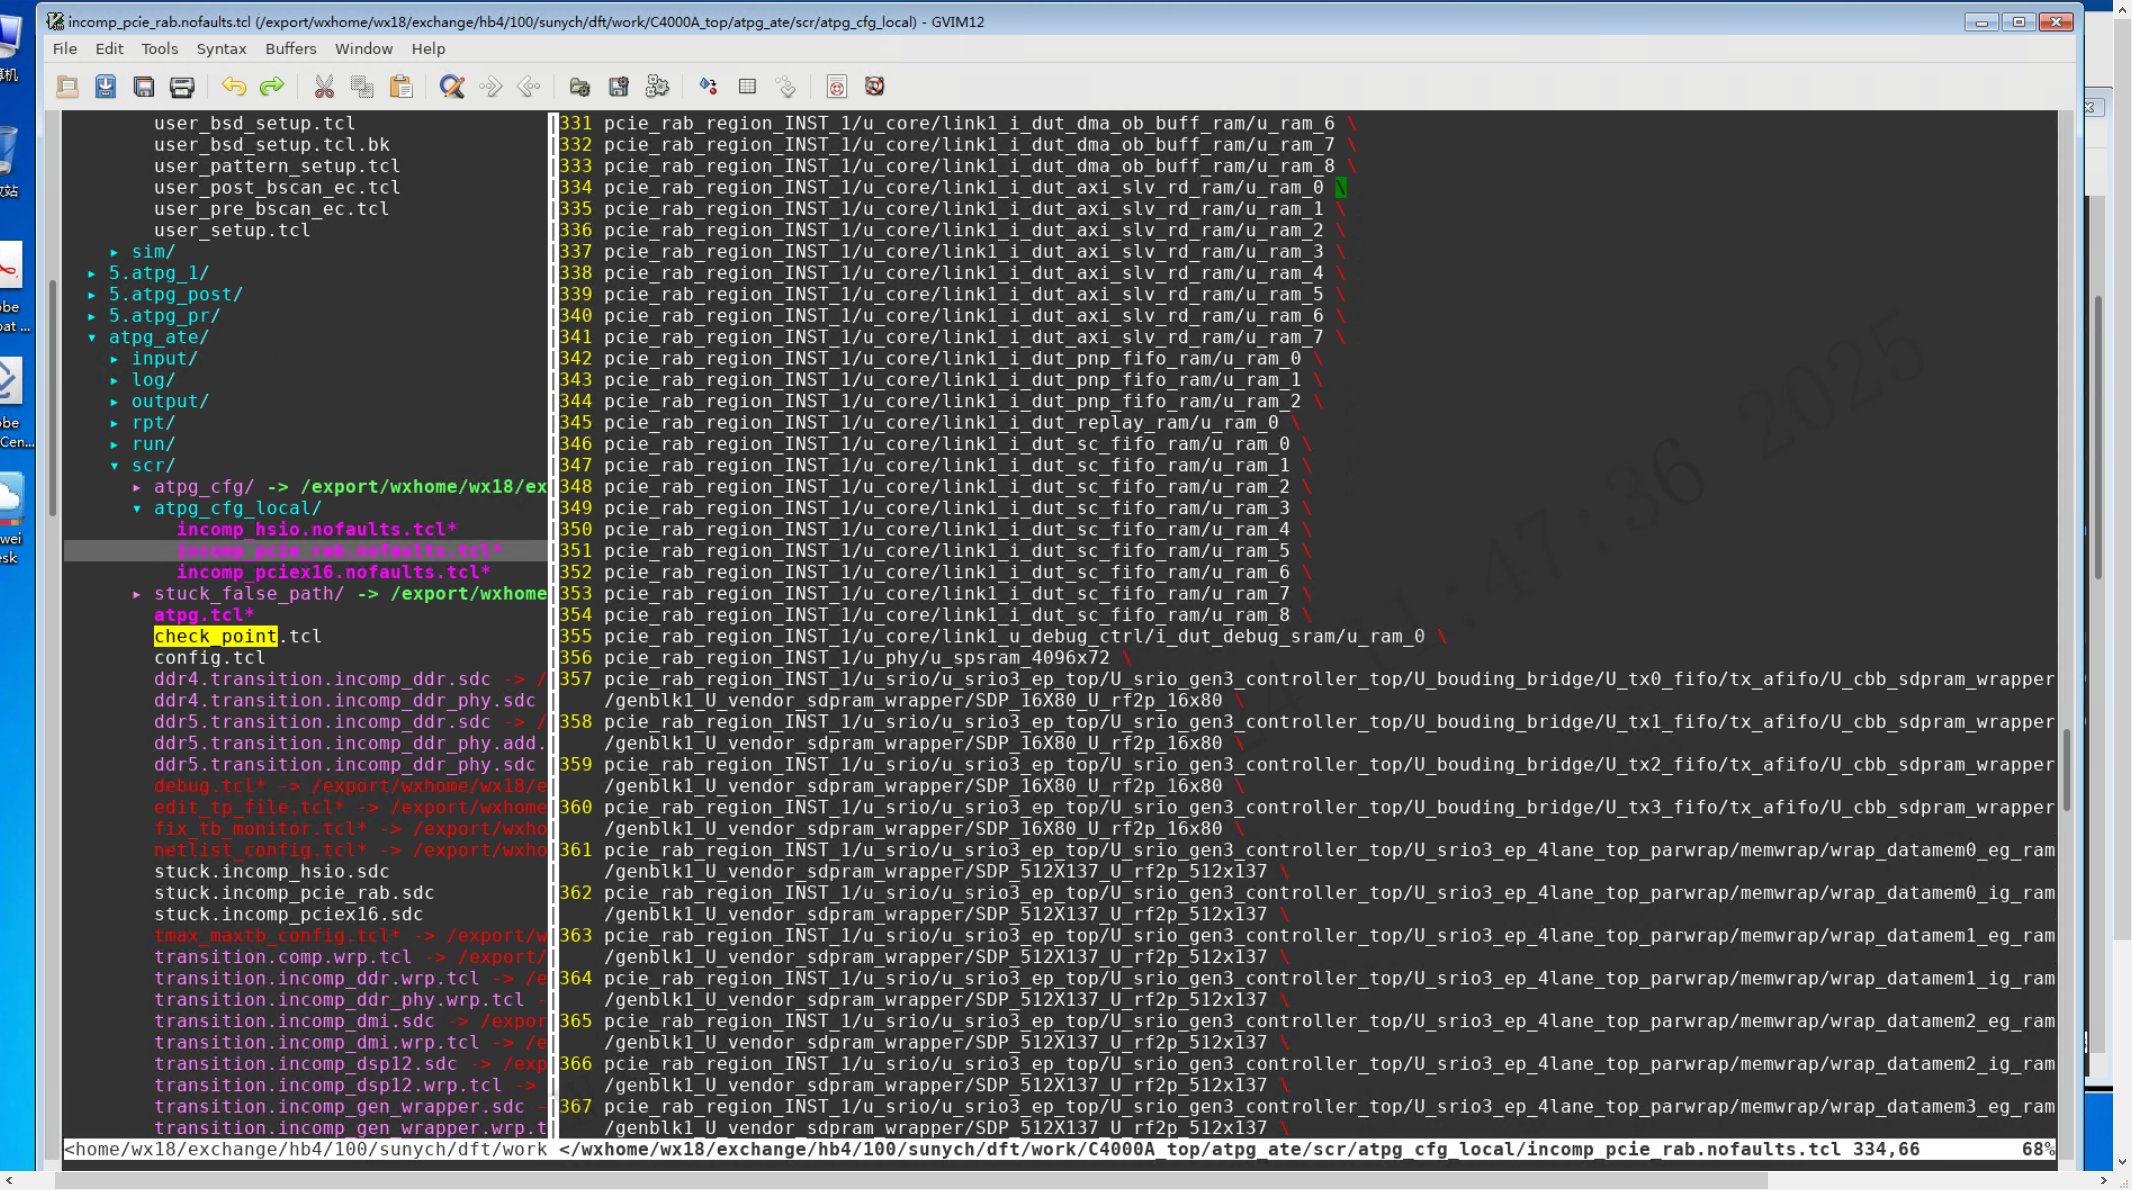 incomp_pcie_rab.nofaults.tcl (/export/wxhome/wx18/exchange/hb4/100/sunych/dft/work/C4000A_top/atpg_ate/scr/atpg_cfg_local) - GVIM12
File Edit Tools Syntax Buffers Window Help
user_bsd_setup.tcl
user_bsd_setup.tcl.bk
user_pattern_setup.tcl
user_post_bscan_ec.tcl
user_pre_bscan_ec.tcl
user_setup.tcl
▸ sim/
▸ 5.atpg_1/
▸ 5.atpg_post/
▸ 5.atpg_pr/
▾ atpg_ate/
▸ input/
▸ log/
▸ output/
▸ rpt/
▸ run/
▾ scr/
▸ atpg_cfg/ -> /export/wxhome/wx18/ex
▾ atpg_cfg_local/
incomp_hsio.nofaults.tcl*
incomp_pcie_rab.nofaults.tcl*
incomp_pciex16.nofaults.tcl*
▸ stuck_false_path/ -> /export/wxhome
atpg.tcl*
check_point.tcl
config.tcl
ddr4.transition.incomp_ddr.sdc -> /
ddr4.transition.incomp_ddr_phy.sdc
ddr5.transition.incomp_ddr.sdc -> /
ddr5.transition.incomp_ddr_phy.add.
ddr5.transition.incomp_ddr_phy.sdc
debug.tcl* -> /export/wxhome/wx18/e
edit_tp_file.tcl* -> /export/wxhome
fix_tb_monitor.tcl* -> /export/wxho
netlist_config.tcl* -> /export/wxho
stuck.incomp_hsio.sdc
stuck.incomp_pcie_rab.sdc
stuck.incomp_pciex16.sdc
tmax_maxtb_config.tcl* -> /export/w
transition.comp.wrp.tcl -> /export/
transition.incomp_ddr.wrp.tcl -> /e
transition.incomp_ddr_phy.wrp.tcl -
transition.incomp_dmi.sdc -> /expor
transition.incomp_dmi.wrp.tcl -> /e
transition.incomp_dsp12.sdc -> /exp
transition.incomp_dsp12.wrp.tcl ->
transition.incomp_gen_wrapper.sdc -
transition.incomp_gen_wrapper.wrp.t
<home/wx18/exchange/hb4/100/sunych/dft/work
331 pcie_rab_region_INST_1/u_core/link1_i_dut_dma_ob_buff_ram/u_ram_6 \
332 pcie_rab_region_INST_1/u_core/link1_i_dut_dma_ob_buff_ram/u_ram_7 \
333 pcie_rab_region_INST_1/u_core/link1_i_dut_dma_ob_buff_ram/u_ram_8 \
334 pcie_rab_region_INST_1/u_core/link1_i_dut_axi_slv_rd_ram/u_ram_0 \
335 pcie_rab_region_INST_1/u_core/link1_i_dut_axi_slv_rd_ram/u_ram_1 \
336 pcie_rab_region_INST_1/u_core/link1_i_dut_axi_slv_rd_ram/u_ram_2 \
337 pcie_rab_region_INST_1/u_core/link1_i_dut_axi_slv_rd_ram/u_ram_3 \
338 pcie_rab_region_INST_1/u_core/link1_i_dut_axi_slv_rd_ram/u_ram_4 \
339 pcie_rab_region_INST_1/u_core/link1_i_dut_axi_slv_rd_ram/u_ram_5 \
340 pcie_rab_region_INST_1/u_core/link1_i_dut_axi_slv_rd_ram/u_ram_6 \
341 pcie_rab_region_INST_1/u_core/link1_i_dut_axi_slv_rd_ram/u_ram_7 \
342 pcie_rab_region_INST_1/u_core/link1_i_dut_pnp_fifo_ram/u_ram_0 \
343 pcie_rab_region_INST_1/u_core/link1_i_dut_pnp_fifo_ram/u_ram_1 \
344 pcie_rab_region_INST_1/u_core/link1_i_dut_pnp_fifo_ram/u_ram_2 \
345 pcie_rab_region_INST_1/u_core/link1_i_dut_replay_ram/u_ram_0 \
346 pcie_rab_region_INST_1/u_core/link1_i_dut_sc_fifo_ram/u_ram_0 \
347 pcie_rab_region_INST_1/u_core/link1_i_dut_sc_fifo_ram/u_ram_1 \
348 pcie_rab_region_INST_1/u_core/link1_i_dut_sc_fifo_ram/u_ram_2 \
349 pcie_rab_region_INST_1/u_core/link1_i_dut_sc_fifo_ram/u_ram_3 \
350 pcie_rab_region_INST_1/u_core/link1_i_dut_sc_fifo_ram/u_ram_4 \
351 pcie_rab_region_INST_1/u_core/link1_i_dut_sc_fifo_ram/u_ram_5 \
352 pcie_rab_region_INST_1/u_core/link1_i_dut_sc_fifo_ram/u_ram_6 \
353 pcie_rab_region_INST_1/u_core/link1_i_dut_sc_fifo_ram/u_ram_7 \
354 pcie_rab_region_INST_1/u_core/link1_i_dut_sc_fifo_ram/u_ram_8 \
355 pcie_rab_region_INST_1/u_core/link1_u_debug_ctrl/i_dut_debug_sram/u_ram_0 \
356 pcie_rab_region_INST_1/u_phy/u_spsram_4096x72 \
357 pcie_rab_region_INST_1/u_srio/u_srio3_ep_top/U_srio_gen3_controller_top/U_bouding_bridge/U_tx0_fifo/tx_afifo/U_cbb_sdpram_wrapper
/genblk1_U_vendor_sdpram_wrapper/SDP_16X80_U_rf2p_16x80 \
358 pcie_rab_region_INST_1/u_srio/u_srio3_ep_top/U_srio_gen3_controller_top/U_bouding_bridge/U_tx1_fifo/tx_afifo/U_cbb_sdpram_wrapper
/genblk1_U_vendor_sdpram_wrapper/SDP_16X80_U_rf2p_16x80 \
359 pcie_rab_region_INST_1/u_srio/u_srio3_ep_top/U_srio_gen3_controller_top/U_bouding_bridge/U_tx2_fifo/tx_afifo/U_cbb_sdpram_wrapper
/genblk1_U_vendor_sdpram_wrapper/SDP_16X80_U_rf2p_16x80 \
360 pcie_rab_region_INST_1/u_srio/u_srio3_ep_top/U_srio_gen3_controller_top/U_bouding_bridge/U_tx3_fifo/tx_afifo/U_cbb_sdpram_wrapper
/genblk1_U_vendor_sdpram_wrapper/SDP_16X80_U_rf2p_16x80 \
361 pcie_rab_region_INST_1/u_srio/u_srio3_ep_top/U_srio_gen3_controller_top/U_srio3_ep_4lane_top_parwrap/memwrap/wrap_datamem0_eg_ram
/genblk1_U_vendor_sdpram_wrapper/SDP_512X137_U_rf2p_512x137 \
362 pcie_rab_region_INST_1/u_srio/u_srio3_ep_top/U_srio_gen3_controller_top/U_srio3_ep_4lane_top_parwrap/memwrap/wrap_datamem0_ig_ram
/genblk1_U_vendor_sdpram_wrapper/SDP_512X137_U_rf2p_512x137 \
363 pcie_rab_region_INST_1/u_srio/u_srio3_ep_top/U_srio_gen3_controller_top/U_srio3_ep_4lane_top_parwrap/memwrap/wrap_datamem1_eg_ram
/genblk1_U_vendor_sdpram_wrapper/SDP_512X137_U_rf2p_512x137 \
364 pcie_rab_region_INST_1/u_srio/u_srio3_ep_top/U_srio_gen3_controller_top/U_srio3_ep_4lane_top_parwrap/memwrap/wrap_datamem1_ig_ram
/genblk1_U_vendor_sdpram_wrapper/SDP_512X137_U_rf2p_512x137 \
365 pcie_rab_region_INST_1/u_srio/u_srio3_ep_top/U_srio_gen3_controller_top/U_srio3_ep_4lane_top_parwrap/memwrap/wrap_datamem2_eg_ram
/genblk1_U_vendor_sdpram_wrapper/SDP_512X137_U_rf2p_512x137 \
366 pcie_rab_region_INST_1/u_srio/u_srio3_ep_top/U_srio_gen3_controller_top/U_srio3_ep_4lane_top_parwrap/memwrap/wrap_datamem2_ig_ram
/genblk1_U_vendor_sdpram_wrapper/SDP_512X137_U_rf2p_512x137 \
367 pcie_rab_region_INST_1/u_srio/u_srio3_ep_top/U_srio_gen3_controller_top/U_srio3_ep_4lane_top_parwrap/memwrap/wrap_datamem3_eg_ram
/genblk1_U_vendor_sdpram_wrapper/SDP_512X137_U_rf2p_512x137 \
</wxhome/wx18/exchange/hb4/100/sunych/dft/work/C4000A_top/atpg_ate/scr/atpg_cfg_local/incomp_pcie_rab.nofaults.tcl 334,66 68%
24 11:47:36 2025